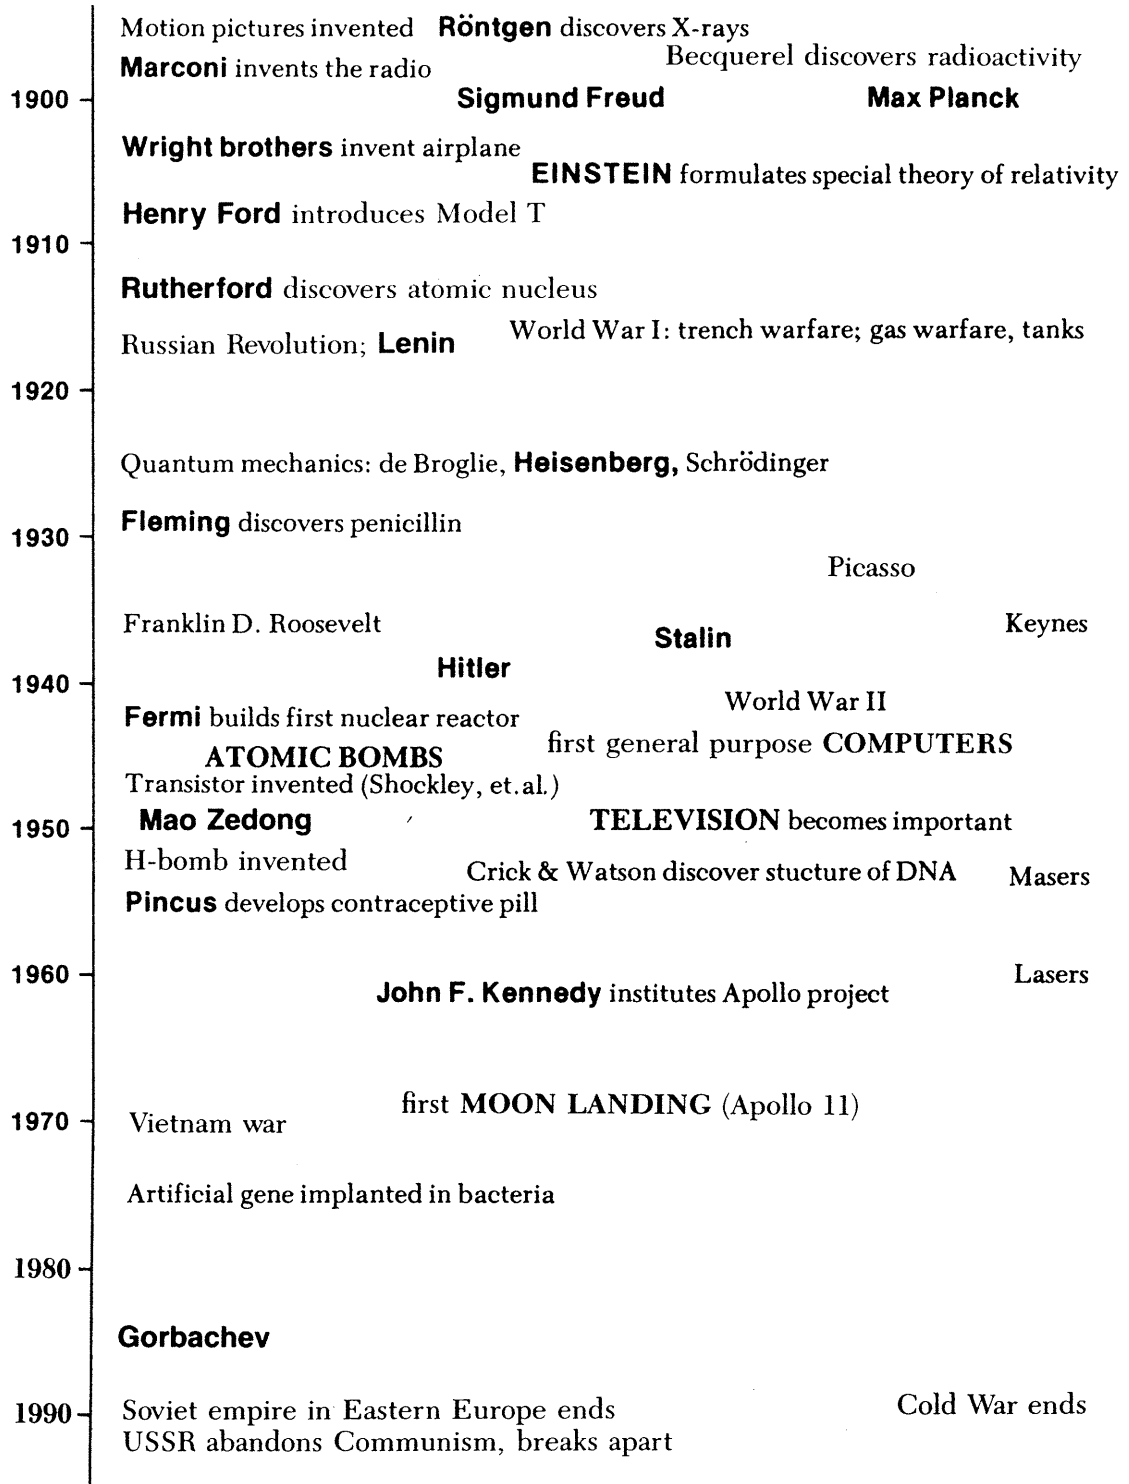 Motion pictures invented Röntgen discovers X-rays
Becquerel discovers radioactivity
Marconi invents the radio
1900 Sigmund Freud Max Planck
Wright brothers invent airplane
EINSTEIN formulates special theory of relativity
Henry Ford introduces Model T
1910
Rutherford discovers atomic nucleus
World War I: trench warfare; gas warfare, tanks
Russian Revolution; Lenin
1920
Quantum mechanics: de Broglie, Heisenberg, Schrödinger
Fleming discovers penicillin
1930
Picasso
Franklin D. Roosevelt Keynes
Stalin
Hitler
1940
World War II
Fermi builds first nuclear reactor
first general purpose COMPUTERS
ATOMIC BOMBS
Transistor invented (Shockley, et.al.)
1950 Mao Zedong TELEVISION becomes important
H-bomb invented
Crick & Watson discover stucture of DNA Masers
Pincus develops contraceptive pill
1960 Lasers
John F. Kennedy institutes Apollo project
first MOON LANDING (Apollo 11)
1970 Vietnam war
Artificial gene implanted in bacteria
1980
Gorbachev
Cold War ends
1990 Soviet empire in Eastern Europe ends
USSR abandons Communism, breaks apart